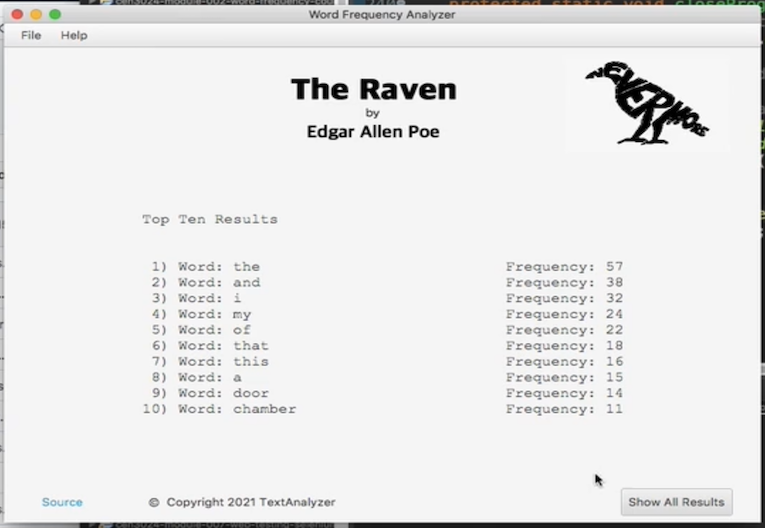 Word Frequency Analyzer
File Help
The Raven
by
Edgar Allen Poe
NEVERMORE
Top Ten Results
1) Word: the Frequency: 57
2) Word: and Frequency: 38
3) Word: i Frequency: 32
4) Word: my Frequency: 24
5) Word: of Frequency: 22
6) Word: that Frequency: 18
7) Word: this Frequency: 16
8) Word: a Frequency: 15
9) Word: door Frequency: 14
10) Word: chamber Frequency: 11
Source © Copyright 2021 TextAnalyzer Show All Results